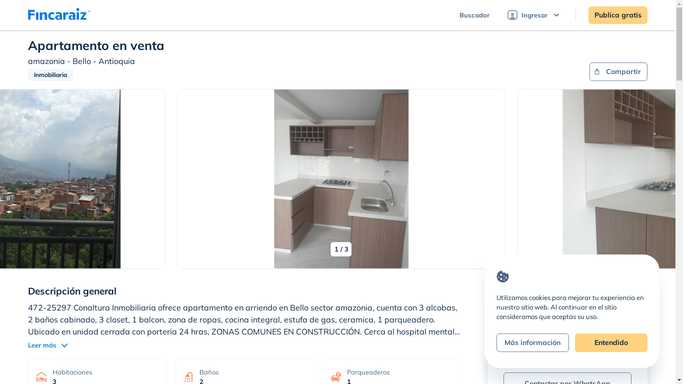 Fincaraiz
Buscador
Ingresar
Publica gratis
Apartamento en venta
amazonia - Bello - Antioquia
Inmobiliaria
Compartir
1 / 3
Descripción general
472-25297 Conaltura Inmobiliaria ofrece apartamento en arriendo en Bello sector amazonia, cuenta con 3 alcobas,
2 baños cabinado, 3 closet, 1 balcon, zona de ropas, cocina integral, estufa de gas, ceramica, 1 parqueadero.
Ubicado en unidad cerrada con porteria 24 hras, ZONAS COMUNES EN CONSTRUCCIÓN. Cerca al hospital mental...
Leer más
Habitaciones
3
Baños
2
Parqueaderos
1
Utilizamos cookies para mejorar tu experiencia en
nuestro sitio web. Al continuar en el sitio
consideramos que aceptas su uso.
Más información
Entendido
Contactar por WhatsApp